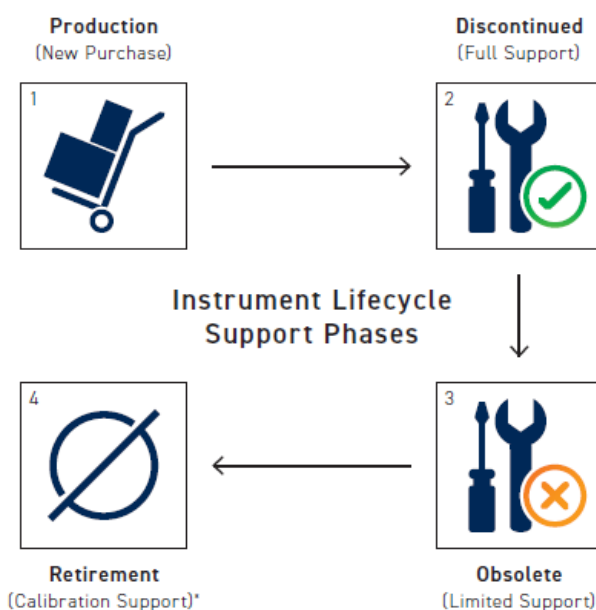 Production
(New Purchase)
Discontinued
(Full Support)
1
2
Instrument Lifecycle
Support Phases
4
3
Retirement
(Calibration Support)*
Obsolete
(Limited Support)